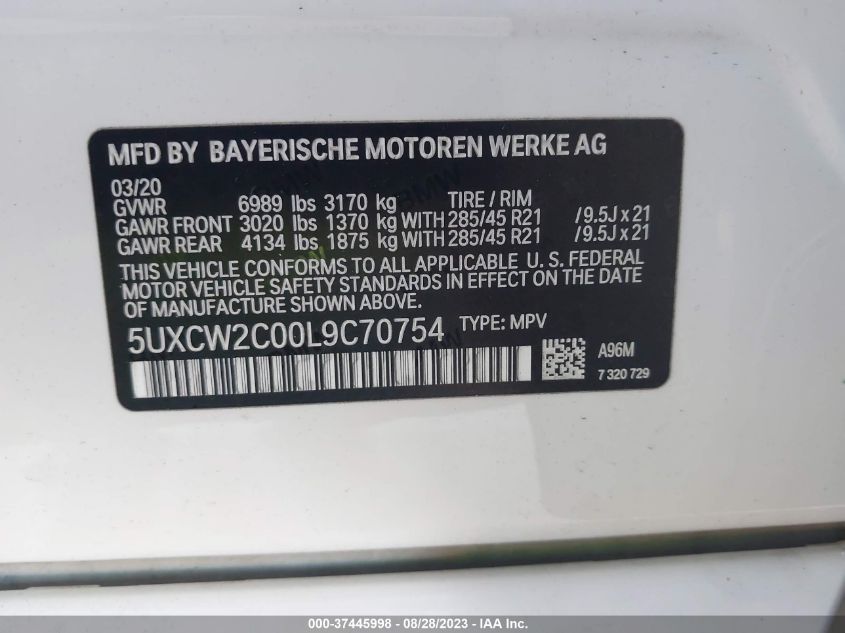 MFD BY BAYERISCHE MOTOREN WERKE AG
03/20
GVWR 6989 lbs 3170 kg TIRE / RIM
GAWR FRONT 3020 lbs 1370 kg WITH 285/45 R21 /9.5J x 21
GAWR REAR 4134 lbs 1875 kg WITH 285/45 R21 /9.5J x 21
THIS VEHICLE CONFORMS TO ALL APPLICABLE U. S. FEDERAL
MOTOR VEHICLE SAFETY STANDARDS IN EFFECT ON THE DATE
OF MANUFACTURE SHOWN ABOVE.
5UXCW2C00L9C70754 TYPE: MPV
A96M
7 320 729
000-37445998 - 08/28/2023 - © IAA Inc.